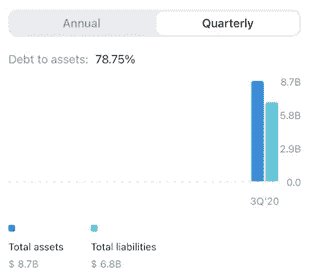 Annual Quarterly
Debt to assets: 78.75%
8.7B
5.8B
2.9B
0.0
3Q'20
Total assets Total liabilities
$ 8.7B $ 6.8B